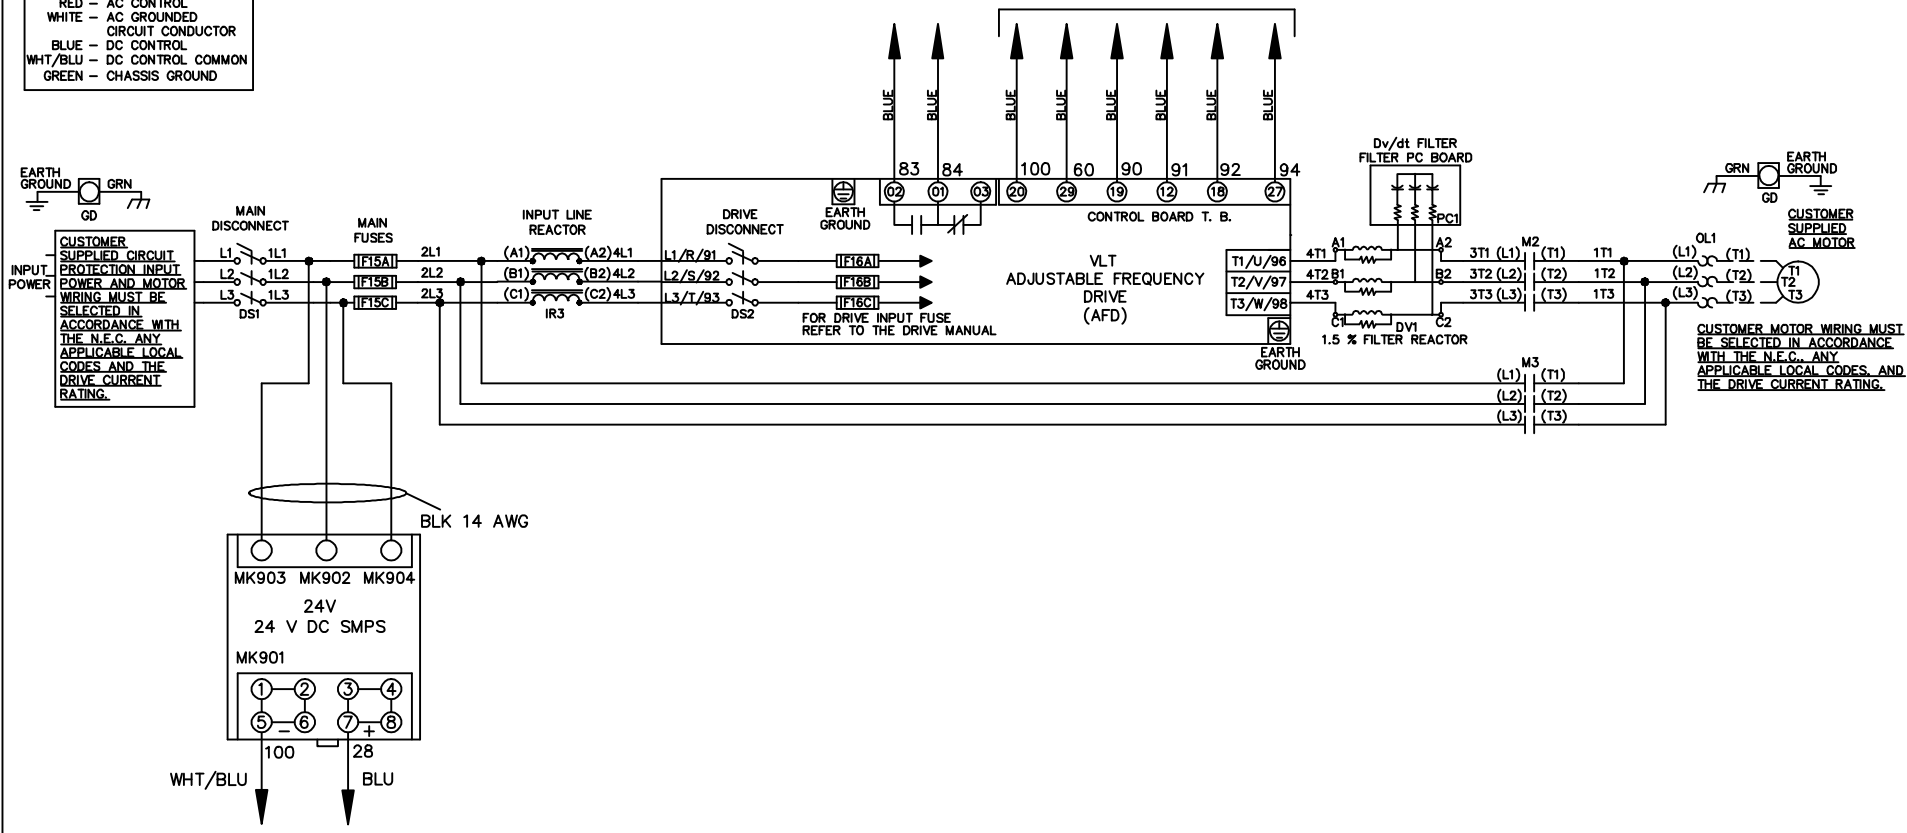 RED – AC CONTROL
WHITE – AC GROUNDED
CIRCUIT CONDUCTOR
BLUE – DC CONTROL
WHT/BLU – DC CONTROL COMMON
GREEN – CHASSIS GROUND
BLUE
BLUE
BLUE
BLUE
BLUE
BLUE
BLUE
BLUE
83
84
100
60
90
91
92
94
02
01
03
20
29
19
12
18
27
EARTH
GROUND
CONTROL BOARD T. B.
EARTH
GROUND
GRN
GD
MAIN
DISCONNECT
MAIN
FUSES
INPUT LINE
REACTOR
DRIVE
DISCONNECT
INPUT
POWER
CUSTOMER
SUPPLIED CIRCUIT
PROTECTION INPUT
POWER AND MOTOR
WIRING MUST BE
SELECTED IN
ACCORDANCE WITH
THE N.E.C. ANY
APPLICABLE LOCAL
CODES AND THE
DRIVE CURRENT
RATING.
L1 1L1
L2 1L2
L3 1L3
DS1
F15A
F15B
F15C
2L1
2L2
2L3
(A1) (A2) 4L1
(B1) (B2) 4L2
(C1) (C2) 4L3
IR3
L1/R/91
L2/S/92
L3/T/93
DS2
F16A
F16B
F16C
FOR DRIVE INPUT FUSE
REFER TO THE DRIVE MANUAL
VLT
ADJUSTABLE FREQUENCY
DRIVE
(AFD)
T1/U/96
T2/V/97
T3/W/98
EARTH
GROUND
Dv/dt FILTER
FILTER PC BOARD
PC1
4T1 A1 A2
4T2 B1 B2
4T3
C1 C2
DV1
1.5 % FILTER REACTOR
M2
3T1 (L1) (T1) 1T1
3T2 (L2) (T2) 1T2
3T3 (L3) (T3) 1T3
M3
(L1) (T1)
(L2) (T2)
(L3) (T3)
OL1
(L1) (T1)
(L2) (T2)
(L3) (T3)
T1
T2
T3
GRN
EARTH
GROUND
GD
CUSTOMER
SUPPLIED
AC MOTOR
CUSTOMER MOTOR WIRING MUST
BE SELECTED IN ACCORDANCE
WITH THE N.E.C., ANY
APPLICABLE LOCAL CODES, AND
THE DRIVE CURRENT RATING.
BLK 14 AWG
MK903 MK902 MK904
24V
24 V DC SMPS
MK901
1 2 3 4
5 6 7 8
– +
100
28
WHT/BLU
BLU